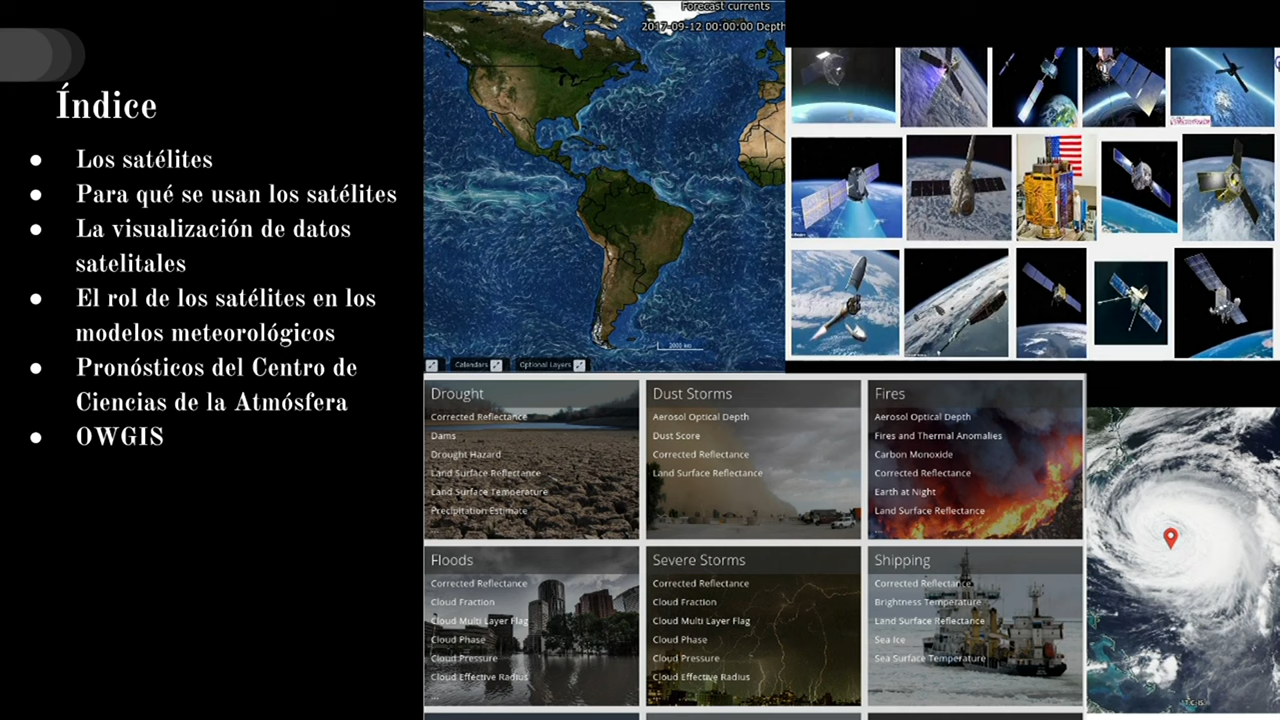 Índice
● Los satélites
● Para qué se usan los satélites
● La visualización de datos
satelitales
● El rol de los satélites en los
modelos meteorológicos
● Pronósticos del Centro de
Ciencias de la Atmósfera
● OWGIS
Forecast currents
2017-09-12 00:00:00 Depth
2000 km
Calendars
Optional Layers
Drought
Corrected Reflectance
Dams
Drought Hazard
Land Surface Reflectance
Land Surface Temperature
Precipitation Estimate
Dust Storms
Aerosol Optical Depth
Dust Score
Corrected Reflectance
Land Surface Reflectance
Fires
Aerosol Optical Depth
Fires and Thermal Anomalies
Carbon Monoxide
Corrected Reflectance
Earth at Night
Land Surface Reflectance
...
Floods
Corrected Reflectance
Cloud Fraction
Cloud Multi Layer Flag
Cloud Phase
Cloud Pressure
Cloud Effective Radius
...
Severe Storms
Corrected Reflectance
Cloud Fraction
Cloud Multi Layer Flag
Cloud Phase
Cloud Pressure
Cloud Effective Radius
Shipping
Corrected Reflectance
Brightness Temperature
Land Surface Reflectance
Sea Ice
Sea Surface Temperature